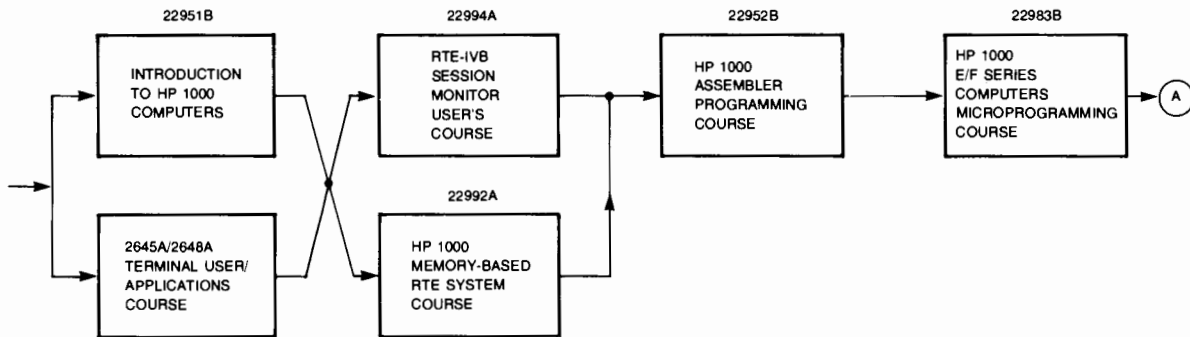 22951B
INTRODUCTION
TO HP 1000
COMPUTERS
22994A
RTE-IVB
SESSION
MONITOR
USER'S
COURSE
22952B
HP 1000
ASSEMBLER
PROGRAMMING
COURSE
22983B
HP 1000
E/F SERIES
COMPUTERS
MICROPROGRAMMING
COURSE
A
2645A/2648A
TERMINAL USER/
APPLICATIONS
COURSE
22992A
HP 1000
MEMORY-BASED
RTE SYSTEM
COURSE